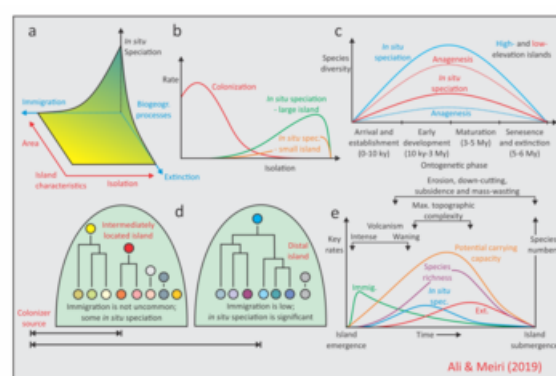 a
In situ
Speciation
Immigration
Biogeogr.
processes
Area
Island
characteristics
Isolation
Extinction
b
Rate
Colonization
In situ speciation
- large island
In situ spec.
- small island
Isolation
c
Species
diversity
In situ
speciation
High- and low-
elevation islands
Anagenesis
In situ
speciation
Anagenesis
Arrival and
establishment
(0-10 ky)
Early
development
(10 ky-3 My)
Maturation
(3-5 My)
Senesence
and extinction
(5-6 My)
Ontogenetic phase
d
Intermediately
located island
Immigration is not uncommon;
some in situ speciation
Distal
island
Immigration is low;
in situ speciation is significant
Colonizer
source
Erosion, down-cutting,
subsidence and mass-wasting
Max. topographic
complexity
e
Volcanism
Intense Waning
Key
rates
Species
number
Potential carrying
capacity
Species
richness
Immig.
In situ
spec.
Ext.
Island
emergence
Time
Island
submergence
Ali & Meiri (2019)